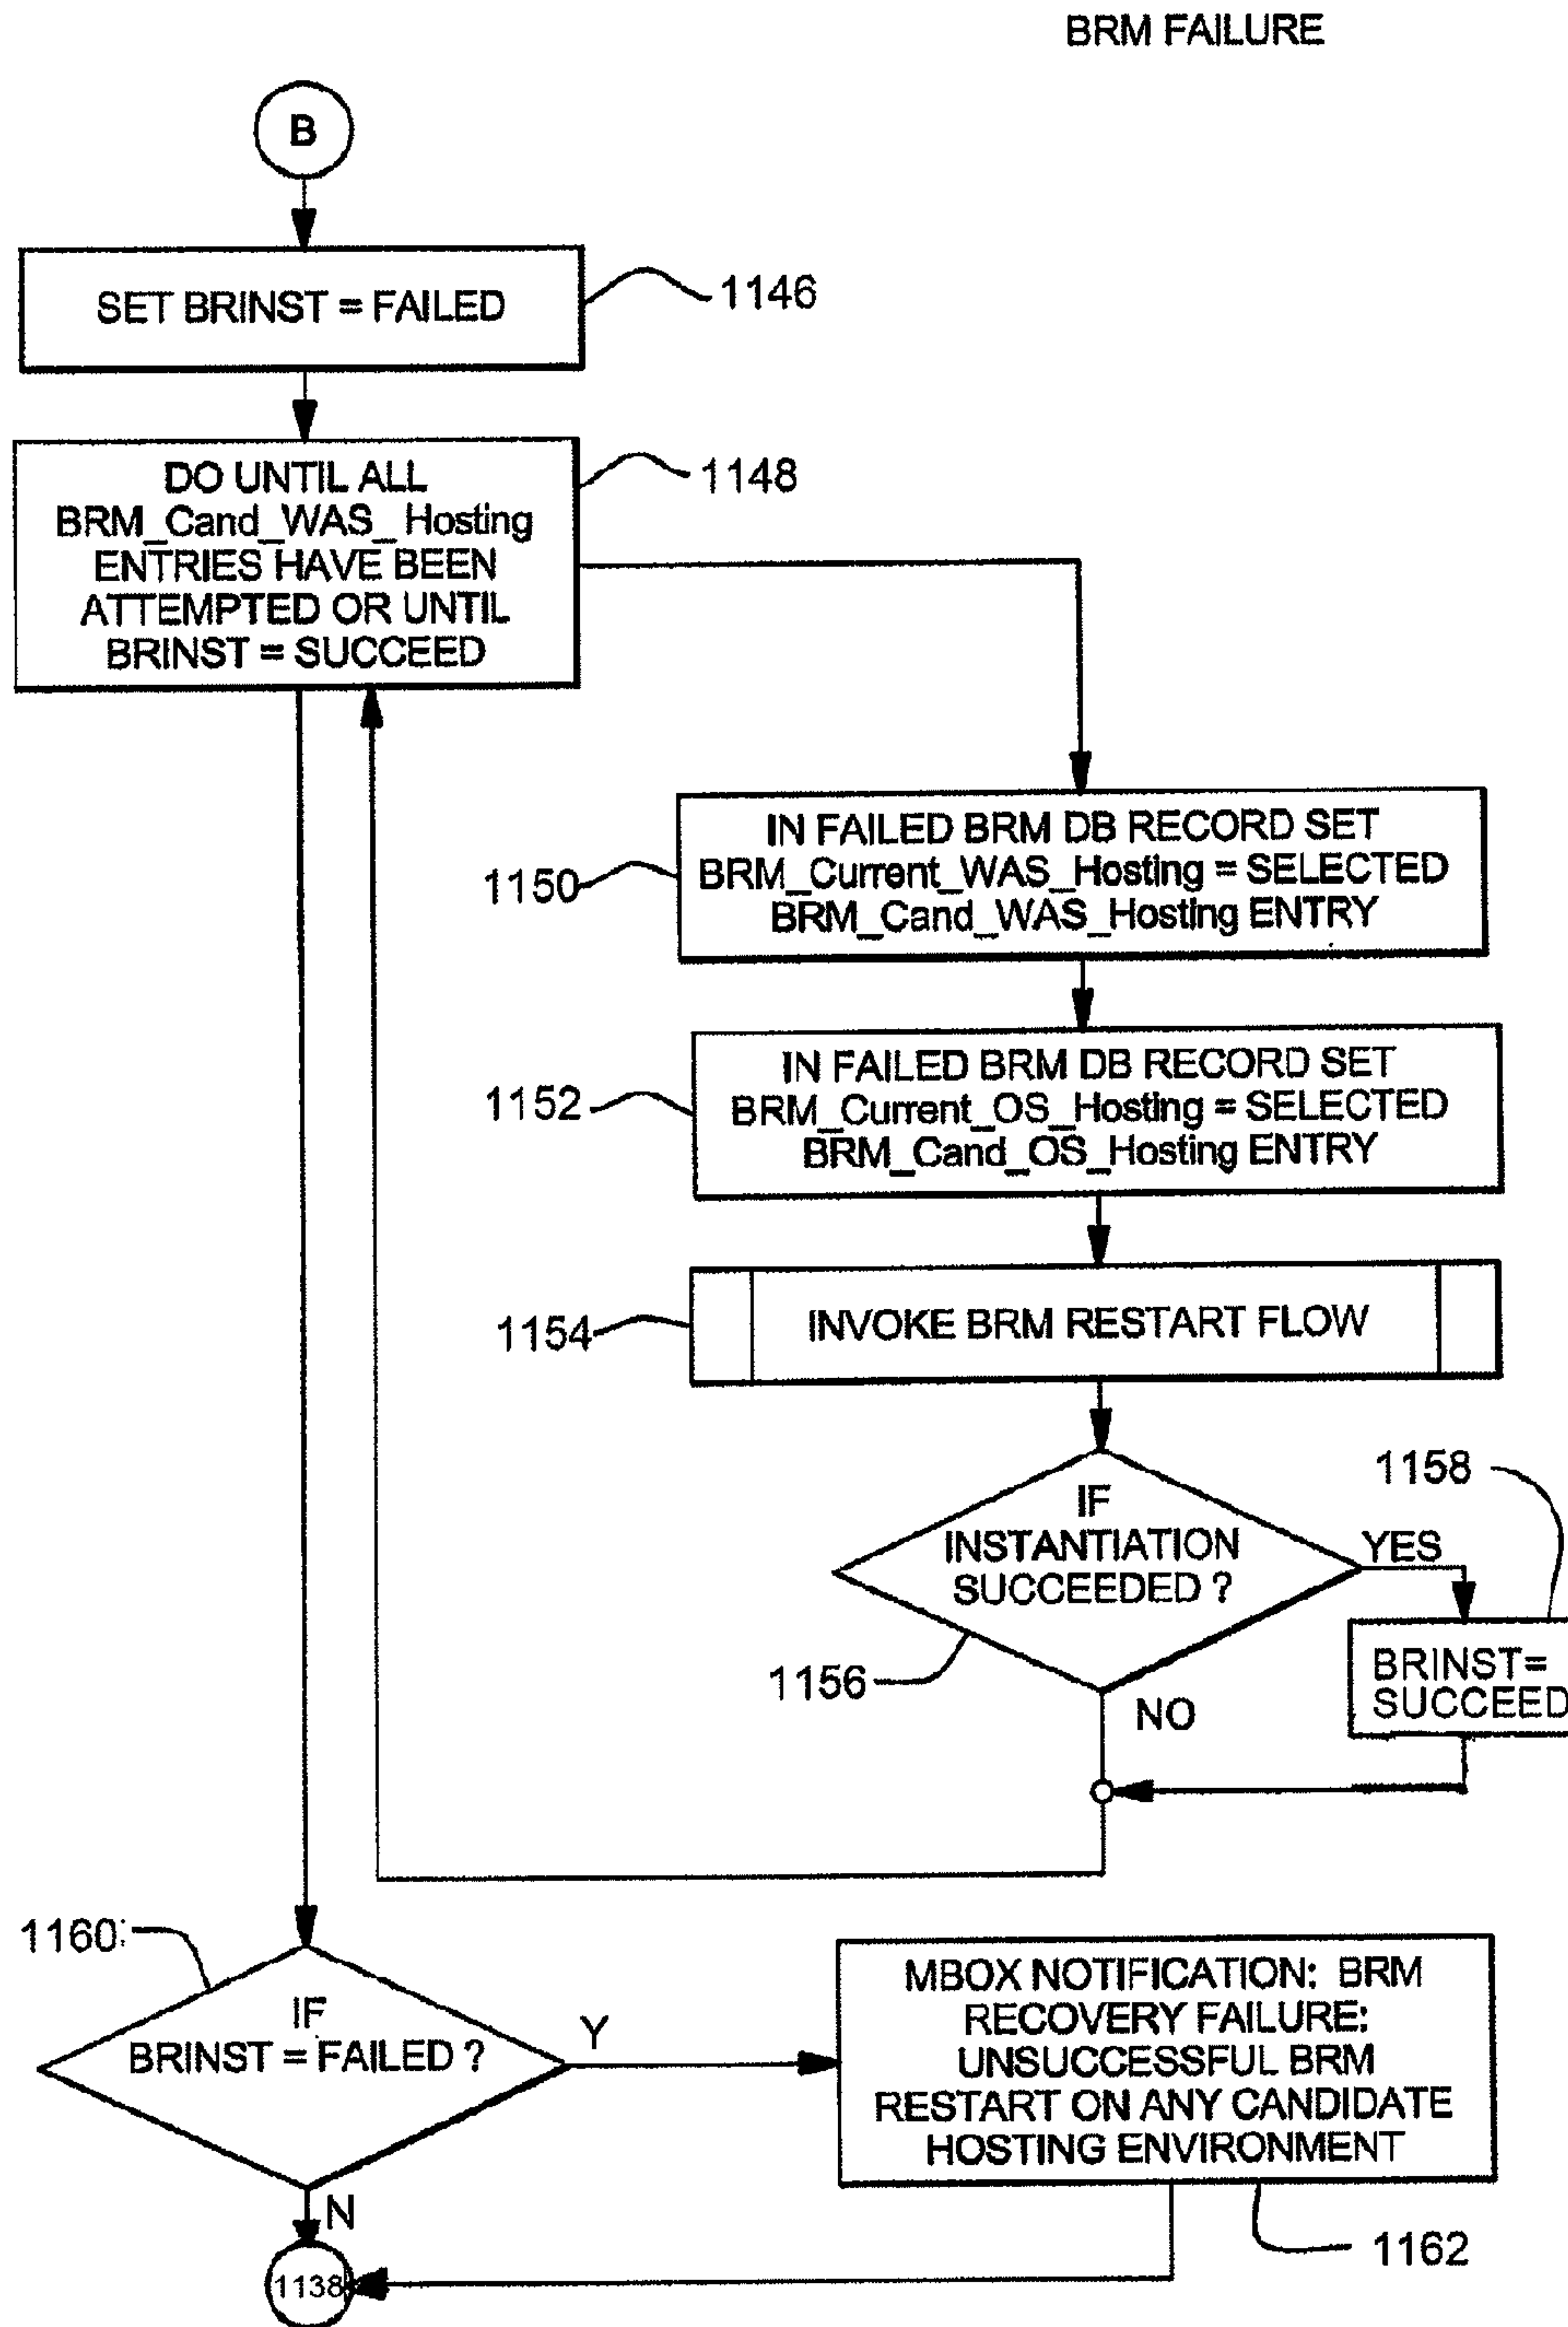 BRM FAILURE
B
SET BRINST = FAILED
1146
DO UNTIL ALL
BRM_Cand_WAS_ Hosting
ENTRIES HAVE BEEN
ATTEMPTED OR UNTIL
BRINST = SUCCEED
1148
IN FAILED BRM DB RECORD SET
BRM_Current_WAS_Hosting = SELECTED
BRM_Cand_WAS_Hosting ENTRY
1150
IN FAILED BRM DB RECORD SET
BRM_Current_OS_Hosting = SELECTED
BRM_Cand_OS_Hosting ENTRY
1152
INVOKE BRM RESTART FLOW
1154
IF
INSTANTIATION
SUCCEEDED ?
1156
YES
1158
BRINST=
SUCCEED
NO
1160
IF
BRINST = FAILED ?
Y
MBOX NOTIFICATION: BRM
RECOVERY FAILURE:
UNSUCCESSFUL BRM
RESTART ON ANY CANDIDATE
HOSTING ENVIRONMENT
1162
N
1138